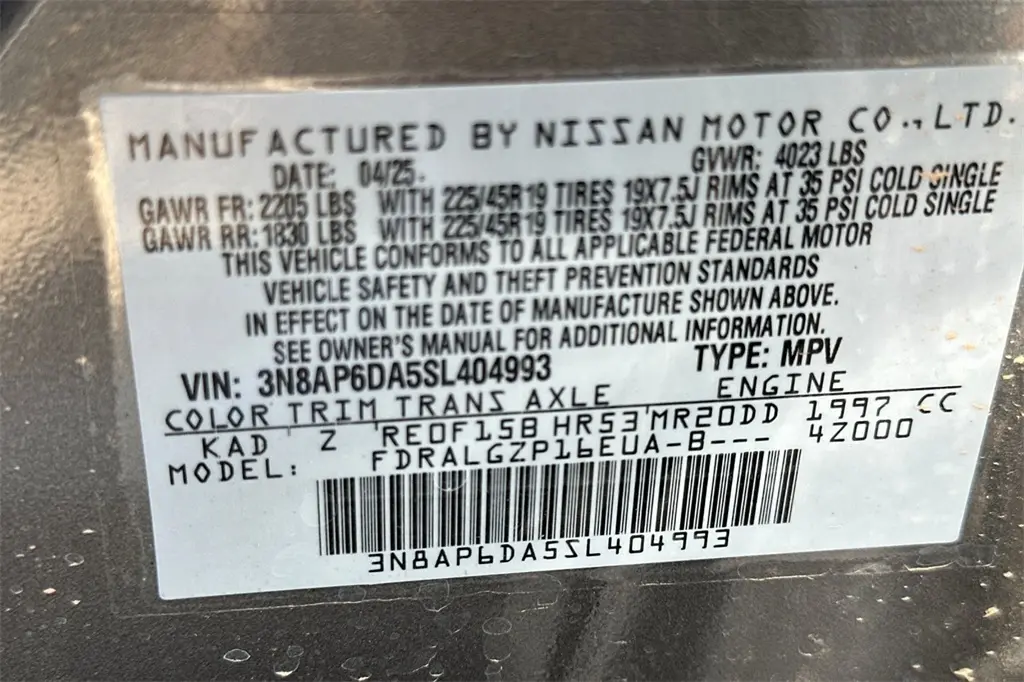 MANUFACTURED BY NISSAN MOTOR CO., LTD.
DATE: 04/25. GVWR: 4023 LBS
GAWR FR: 2205 LBS WITH 225/45R19 TIRES 19X7.5J RIMS AT 35 PSI COLD SINGLE
GAWR RR: 1830 LBS WITH 225/45R19 TIRES 19X7.5J RIMS AT 35 PSI COLD SINGLE
THIS VEHICLE CONFORMS TO ALL APPLICABLE FEDERAL MOTOR
VEHICLE SAFETY AND THEFT PREVENTION STANDARDS
IN EFFECT ON THE DATE OF MANUFACTURE SHOWN ABOVE.
SEE OWNER'S MANUAL FOR ADDITIONAL INFORMATION.
VIN: 3N8AP6DA5SL404993 TYPE: MPV
COLOR TRIM TRANS AXLE ENGINE
KAD Z RE0F15B HR53 MR20DD 1997 CC
MODEL: FDRALGZP16EUA-B--- 4Z000
3N8AP6DA5SL404993